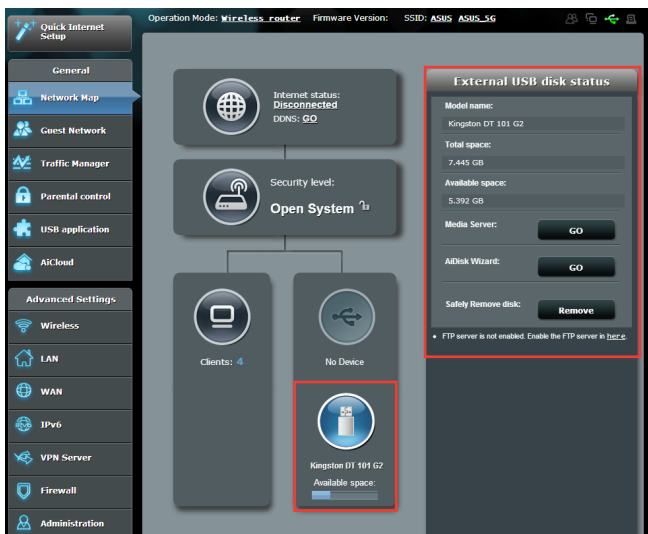 Quick Internet
Setup
Operation Mode: Wireless router Firmware Version: SSID: ASUS ASUS_5G
General
Network Map
Guest Network
Traffic Manager
Parental control
USB application
AiCloud
Advanced Settings
Wireless
LAN
WAN
IPv6
VPN Server
Firewall
Administration
Internet status:
Disconnected
DDNS: GO
Security level:
Open System
Clients: 4
No Device
Kingston DT 101 G2
Available space:
External USB disk status
Model name:
Kingston DT 101 G2
Total space:
7.445 GB
Available space:
5.392 GB
Media Server: GO
AiDisk Wizard: GO
Safely Remove disk: Remove
• FTP server is not enabled. Enable the FTP server in here.